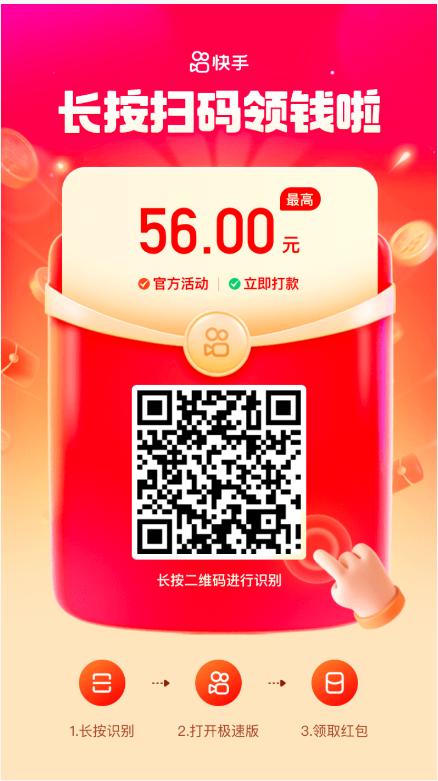 快手
长按扫码领钱啦
最高
56.00 元
官方活动 立即打款
长按二维码进行识别
1.长按识别 2.打开极速版 3.领取红包